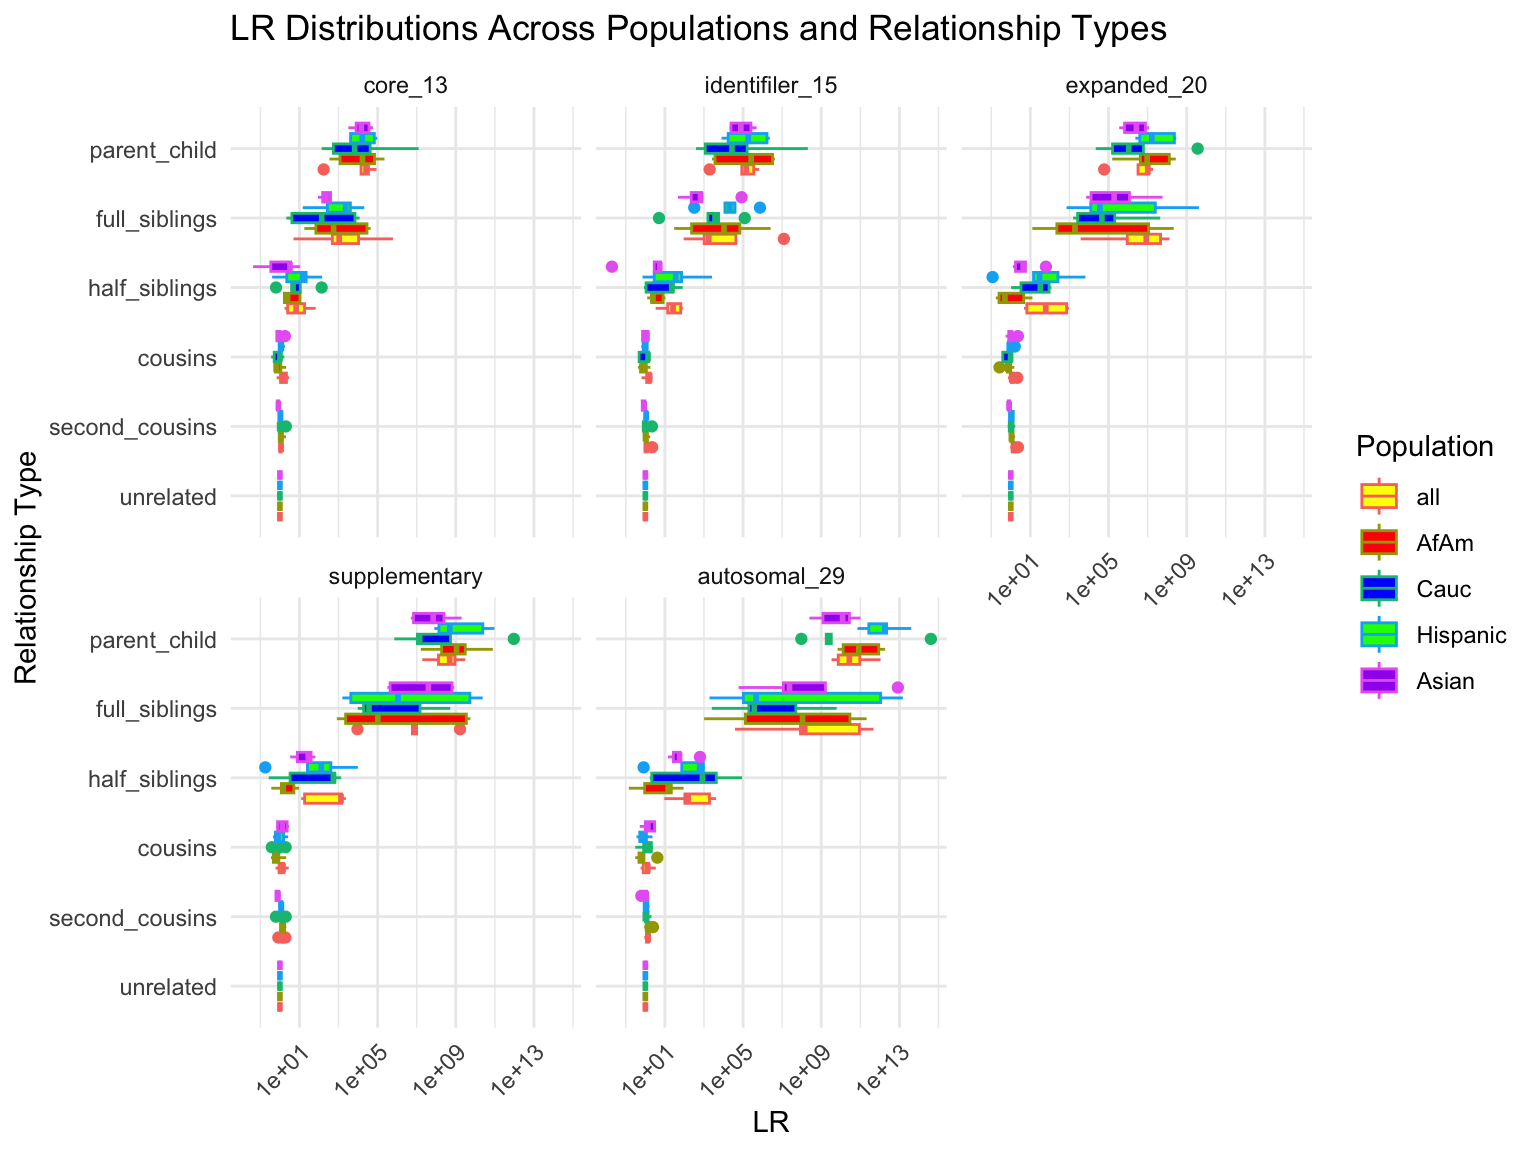 LR Distributions Across Populations and Relationship Types
core_13
identifiler_15
expanded_20
parent_child
full_siblings
half_siblings
cousins
second_cousins
unrelated
1e+01
1e+05
1e+09
1e+13
supplementary
autosomal_29
parent_child
full_siblings
half_siblings
cousins
second_cousins
unrelated
1e+01
1e+05
1e+09
1e+13
1e+01
1e+05
1e+09
1e+13
LR
Relationship Type
Population
all
AfAm
Cauc
Hispanic
Asian